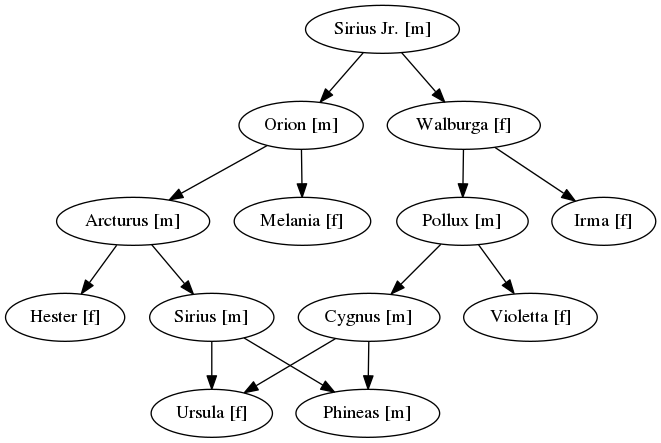 Sirius Jr. [m]
Orion [m]
Walburga [f]
Arcturus [m]
Melania [f]
Pollux [m]
Irma [f]
Hester [f]
Sirius [m]
Cygnus [m]
Violetta [f]
Ursula [f]
Phineas [m]